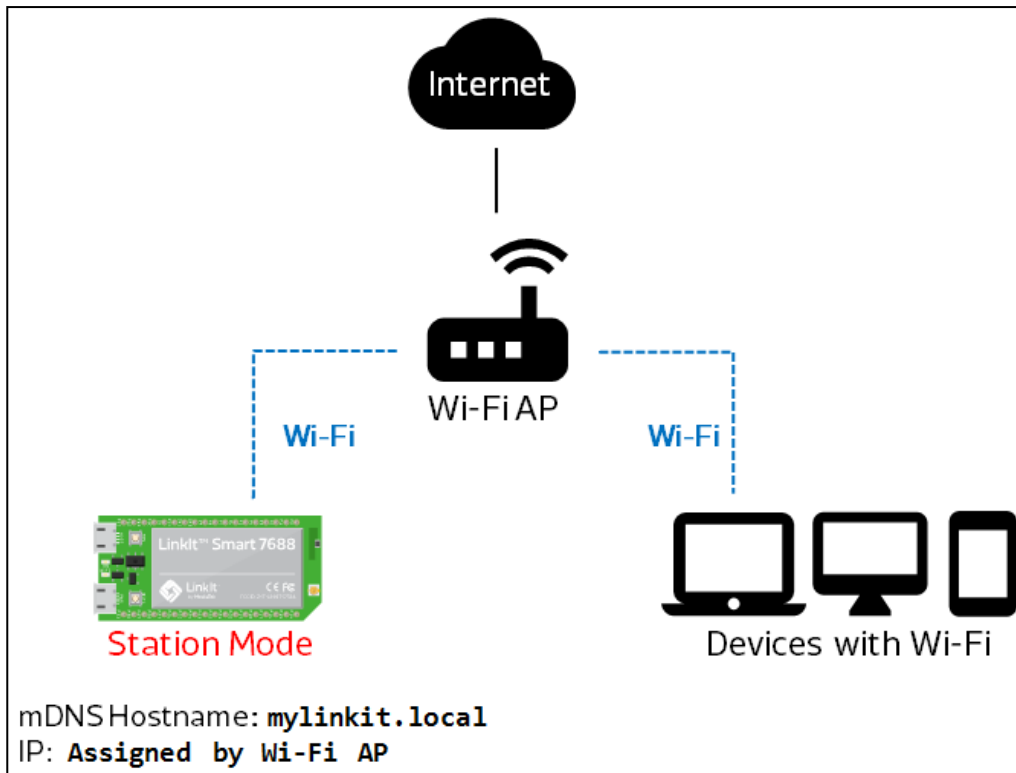 Internet
Wi-Fi AP
Wi-Fi
Wi-Fi
LinkIt™ Smart 7688
LinkIt
CE FC
Station Mode
Devices with Wi-Fi
mDNS Hostname: mylinkit.local
IP: Assigned by Wi-Fi AP